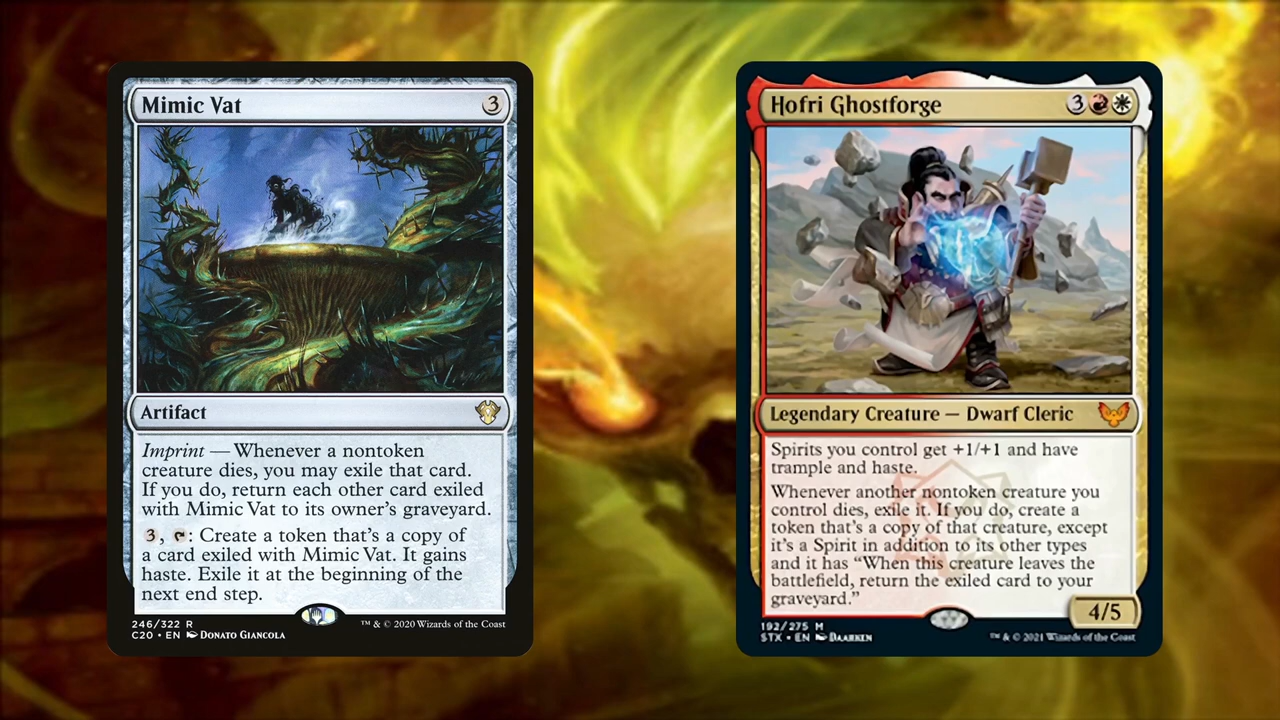 Mimic Vat
3
Artifact
Imprint — Whenever a nontoken
creature dies, you may exile that card.
If you do, return each other card exiled
with Mimic Vat to its owner's graveyard.
3, : Create a token that's a copy of
a card exiled with Mimic Vat. It gains
haste. Exile it at the beginning of the
next end step.
246/322 R
C20 • EN Donato Giancola
™ & © 2020 Wizards of the Coast
Hofri Ghostforge
3
Legendary Creature — Dwarf Cleric
Spirits you control get +1/+1 and have
trample and haste.
Whenever another nontoken creature you
control dies, exile it. If you do, create a
token that's a copy of that creature, except
it's a Spirit in addition to its other types
and it has "When this creature leaves the
battlefield, return the exiled card to your
graveyard."
4/5
192/275 M
STX • EN Daarken
™ & © 2021 Wizards of the Coast